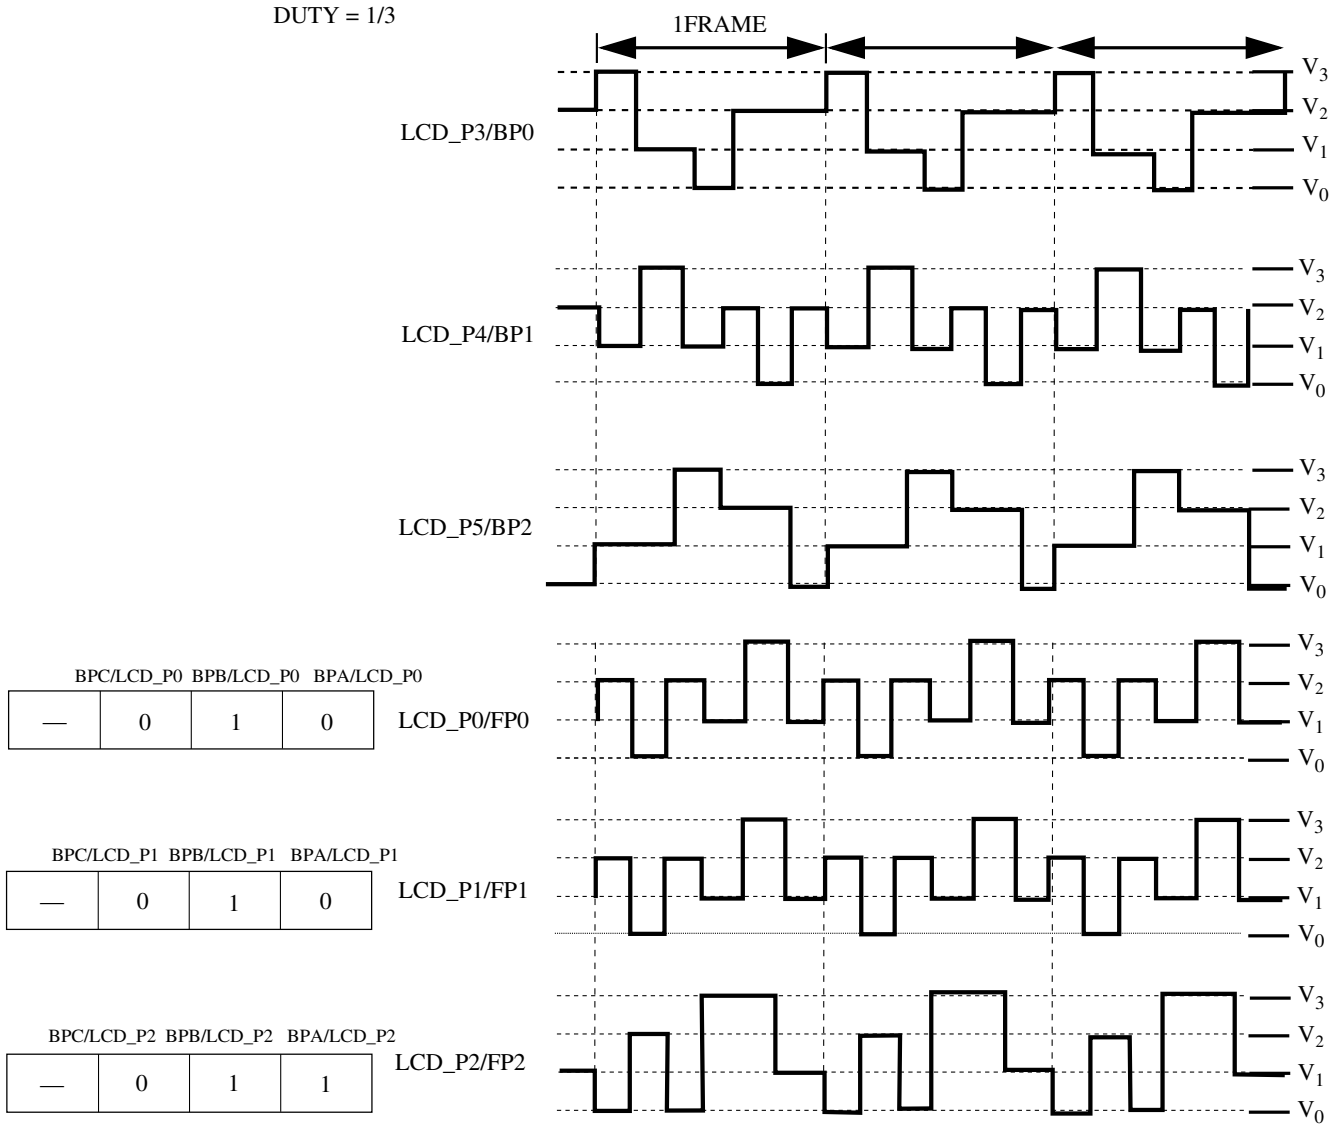 DUTY = 1/3
1FRAME
LCD_P3/BP0
V3
V2
V1
V0
LCD_P4/BP1
V3
V2
V1
V0
LCD_P5/BP2
V3
V2
V1
V0
BPC/LCD_P0 BPB/LCD_P0 BPA/LCD_P0
— 0 1 0
LCD_P0/FP0
V3
V2
V1
V0
BPC/LCD_P1 BPB/LCD_P1 BPA/LCD_P1
— 0 1 0
LCD_P1/FP1
V3
V2
V1
V0
BPC/LCD_P2 BPB/LCD_P2 BPA/LCD_P2
— 0 1 1
LCD_P2/FP2
V3
V2
V1
V0